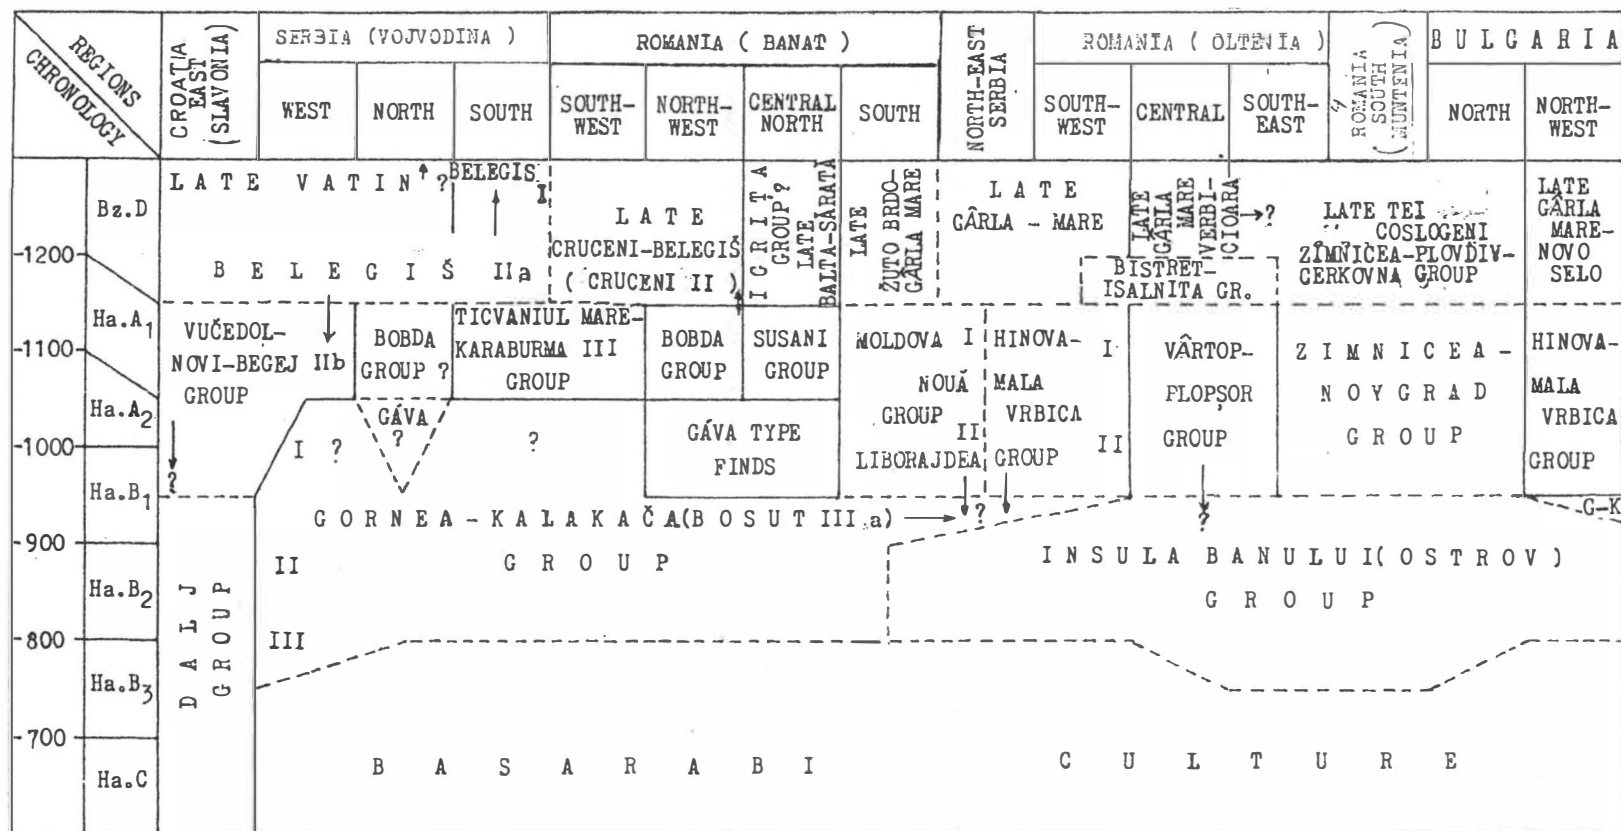 REGIONS
CHRONOLOGY
CROATIA
EAST
(SLAVONIA)
SERBIA (VOJVODINA )
WEST
NORTH
SOUTH
ROMANIA ( BANAT )
SOUTH-
WEST
NORTH-
WEST
CENTRAL
NORTH
SOUTH
NORTH-EAST
SERBIA
ROMANIA ( OLTENIA )
SOUTH-
WEST
CENTRAL
SOUTH-
EAST
ROMANIA
SOUTH
(MUNTENIA)
BULGARIA
NORTH
NORTH-
WEST
Bz.D
-1200
Ha.A1
-1100
Ha.A2
-1000
Ha.B1
-900
Ha.B2
-800
Ha.B3
-700
Ha.C
LATE VATIN ?
BELEGIS
I
BELEGIŠ IIa
LATE
CRUCENI-BELEGIŠ
( CRUCENI II )
IGRITA
GROUP?
LATE
BALTA-SĂRATĂ
LATE
ŽUTO BRDO-
GÂRLA MARE
LATE
GÂRLA - MARE
LATE
GÂRLA
MARE
VERBI-
CIOARA
?
BISTRET-
ISALNITA GR.
LATE TEI
COSLOGENI
ZIMNICEA-PLOVDIV-
CERKOVNA GROUP
LATE
GÂRLA
MARE-
NOVO
SELO
VUČEDOL-
NOVI-BEGEJ IIb
GROUP
?
BOBDA
GROUP ?
GÁVA
?
TICVANIUL MARE-
KARABURMA III
GROUP
I ?
?
BOBDA
GROUP
SUSANI
GROUP
GÁVA TYPE
FINDS
MOLDOVA I
NOUĂ
GROUP
II
LIBORAJDEA
HINOVA-
I
MALA
VRBICA
GROUP II
VÂRTOP-
PLOPŞOR
GROUP
ZIMNICEA-
NOVGRAD
GROUP
HINOVA-
MALA
VRBICA
GROUP
GORNEA-KALAKAČA(BOSUT III a) ?
GROUP
II
III
?
G-K
INSULA BANULUI(OSTROV)
GROUP
DALJ
GROUP
BASARABI CULTURE